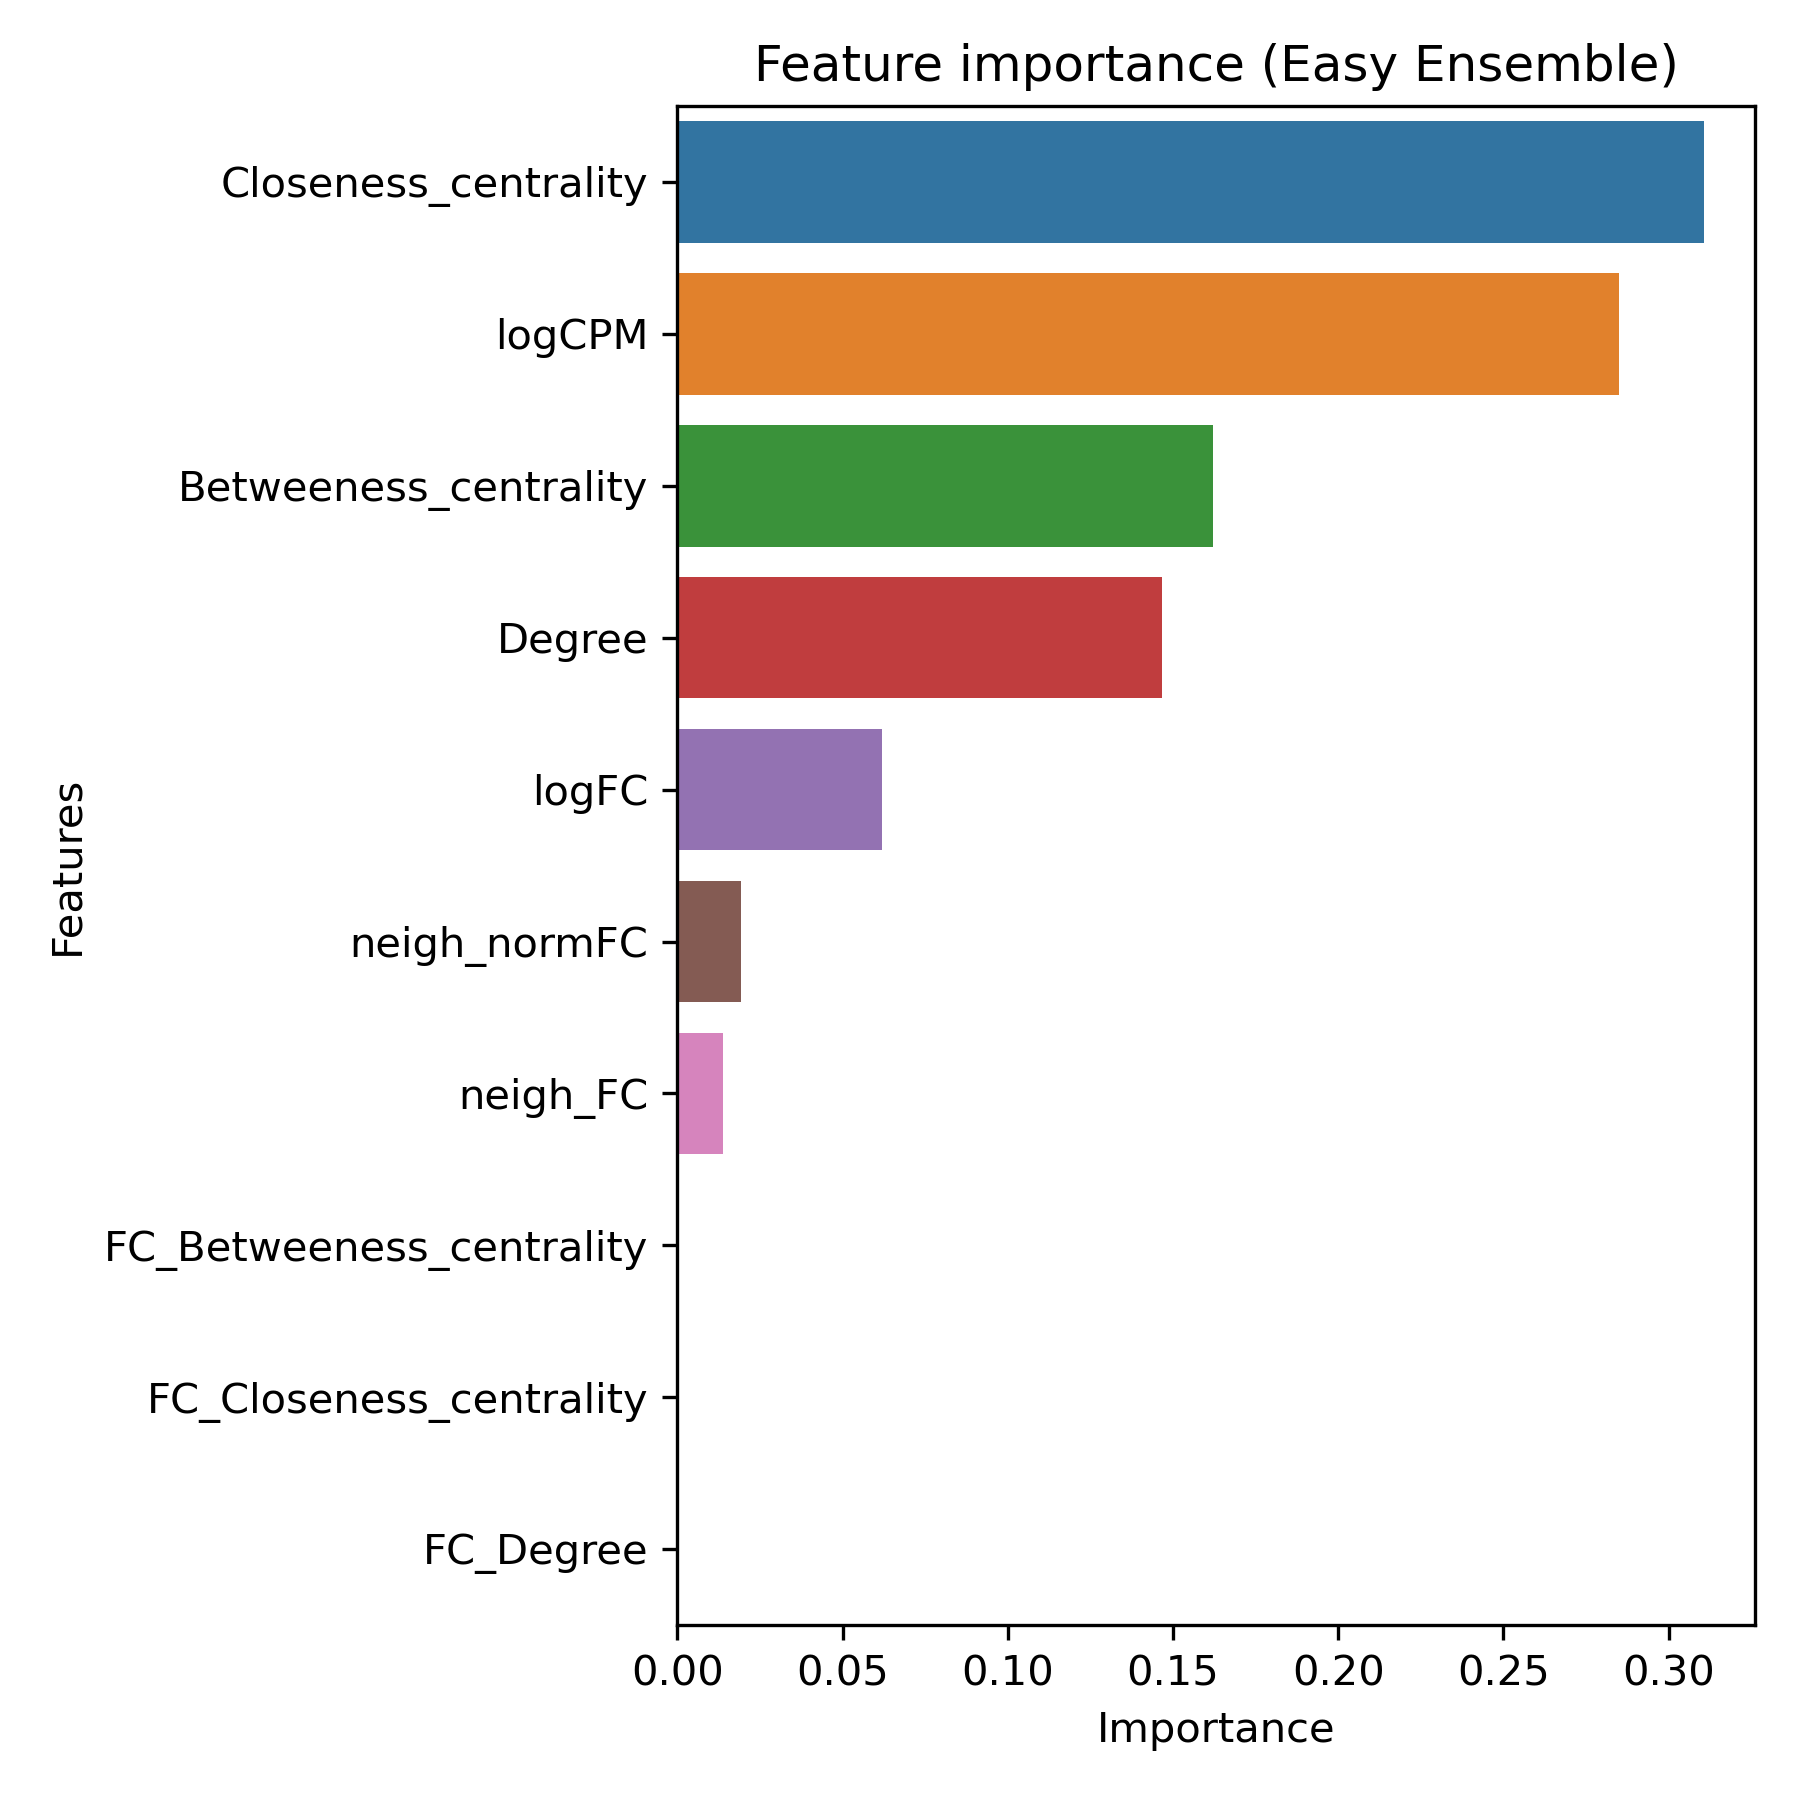 Feature importance (Easy Ensemble)
Closeness_centrality
logCPM
Betweeness_centrality
Degree
logFC
neigh_normFC
neigh_FC
FC_Betweeness_centrality
FC_Closeness_centrality
FC_Degree
Features
0.00 0.05 0.10 0.15 0.20 0.25 0.30
Importance